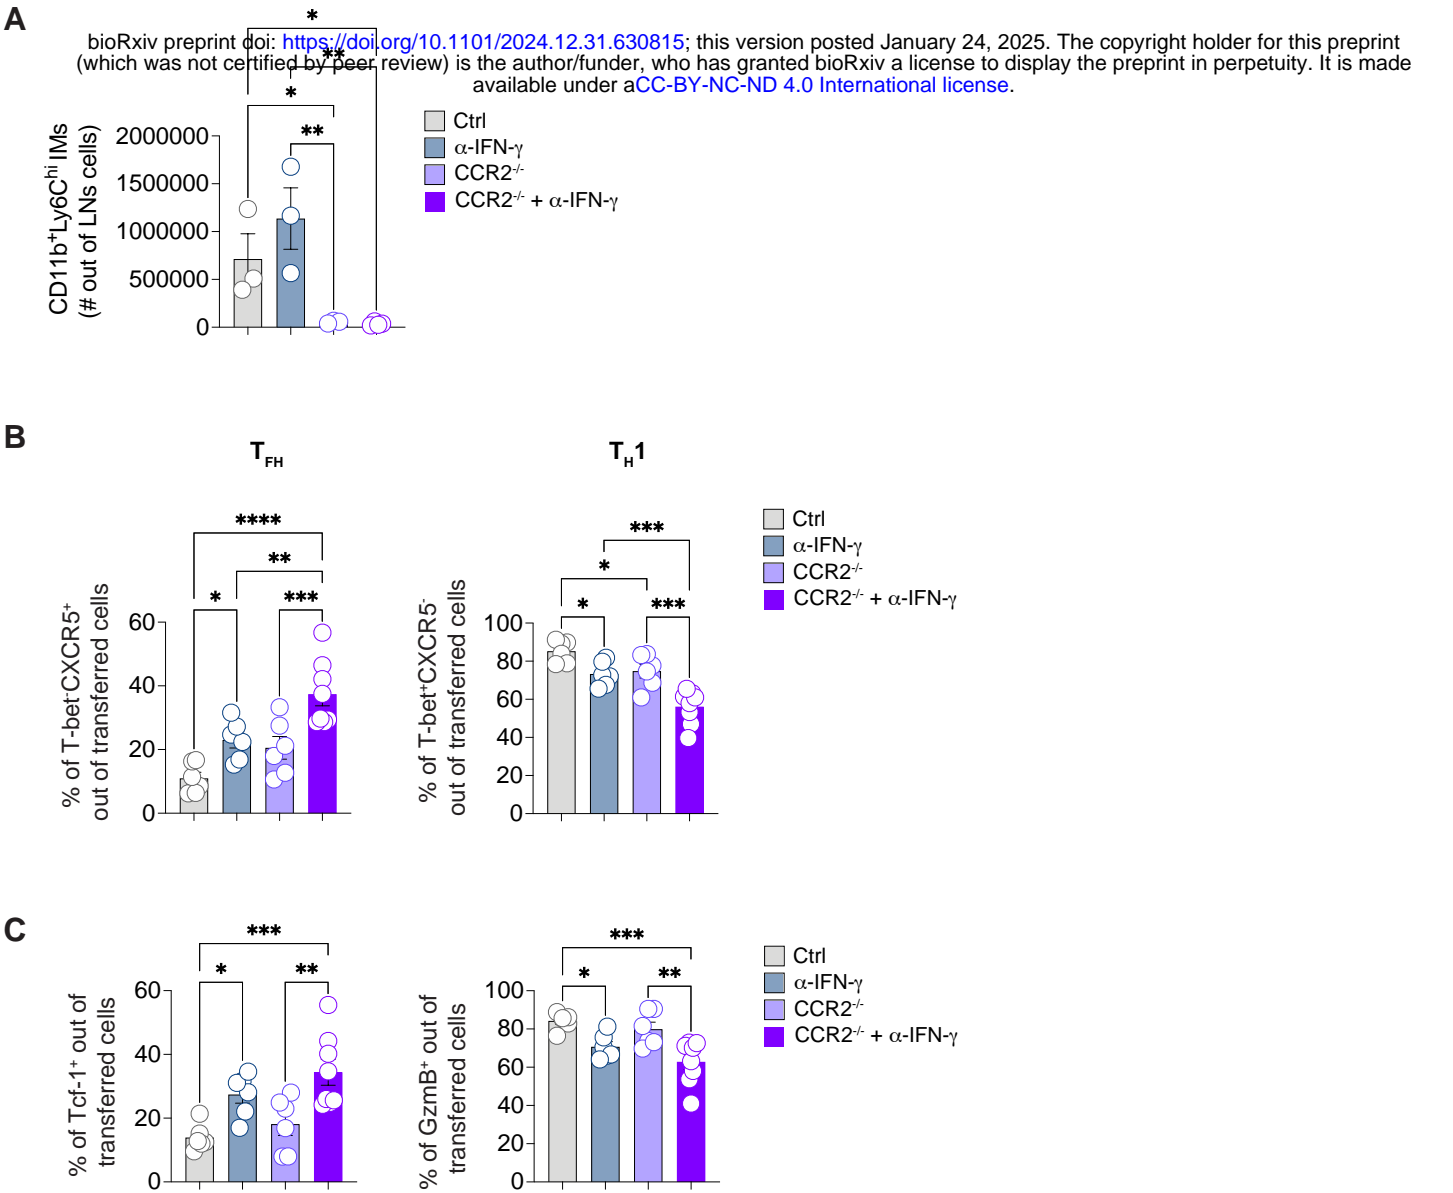 A
*
bioRxiv preprint doi: https://doi.org/10.1101/2024.12.31.630815; this version posted January 24, 2025. The copyright holder for this preprint
(which was not certified by peer review) is the author/funder, who has granted bioRxiv a license to display the preprint in perpetuity. It is made
available under aCC-BY-NC-ND 4.0 International license.
**
*
**
CD11b⁺Ly6Cʰⁱ IMs
(# out of LNs cells)
2000000
1500000
1000000
500000
0
Ctrl
α-IFN-γ
CCR2⁻/⁻
CCR2⁻/⁻ + α-IFN-γ
B
T_FH
****
**
*
***
% of T-bet⁻CXCR5⁺
out of transferred cells
60
40
20
0
T_H1
***
*
*
***
% of T-bet⁺CXCR5⁻
out of transferred cells
100
80
60
40
20
0
Ctrl
α-IFN-γ
CCR2⁻/⁻
CCR2⁻/⁻ + α-IFN-γ
C
***
*
**
% of Tcf-1⁺ out of
transferred cells
60
40
20
0
***
*
**
% of GzmB⁺ out of
transferred cells
100
80
60
40
20
0
Ctrl
α-IFN-γ
CCR2⁻/⁻
CCR2⁻/⁻ + α-IFN-γ